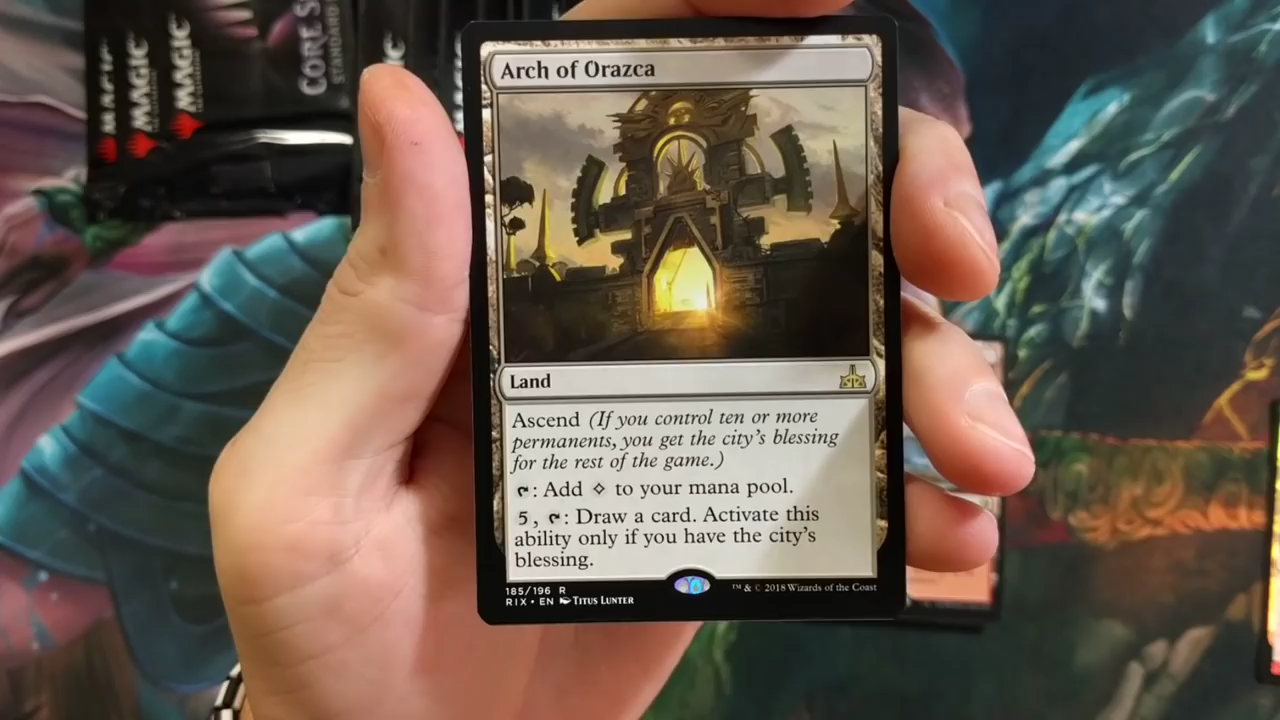 MAGIC
MAGIC
CORE S
Arch of Orazca
Land
Ascend (If you control ten or more
permanents, you get the city's blessing
for the rest of the game.)
: Add to your mana pool.
5, : Draw a card. Activate this
ability only if you have the city's
blessing.
185/196 R
RIX • EN TITUS LUNTER
™ & © 2018 Wizards of the Coast